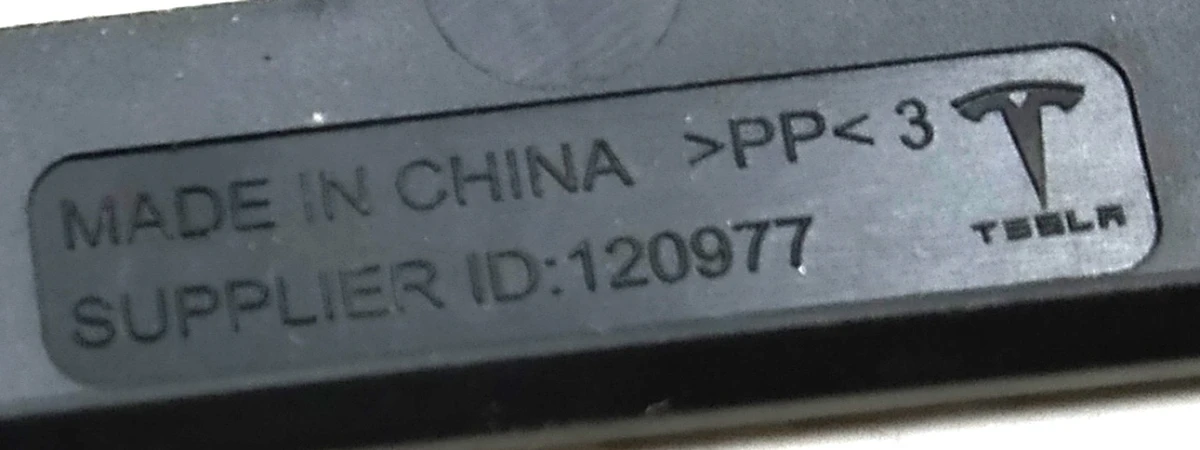 MADE IN CHINA >PP< 3
SUPPLIER ID:120977
TESLA